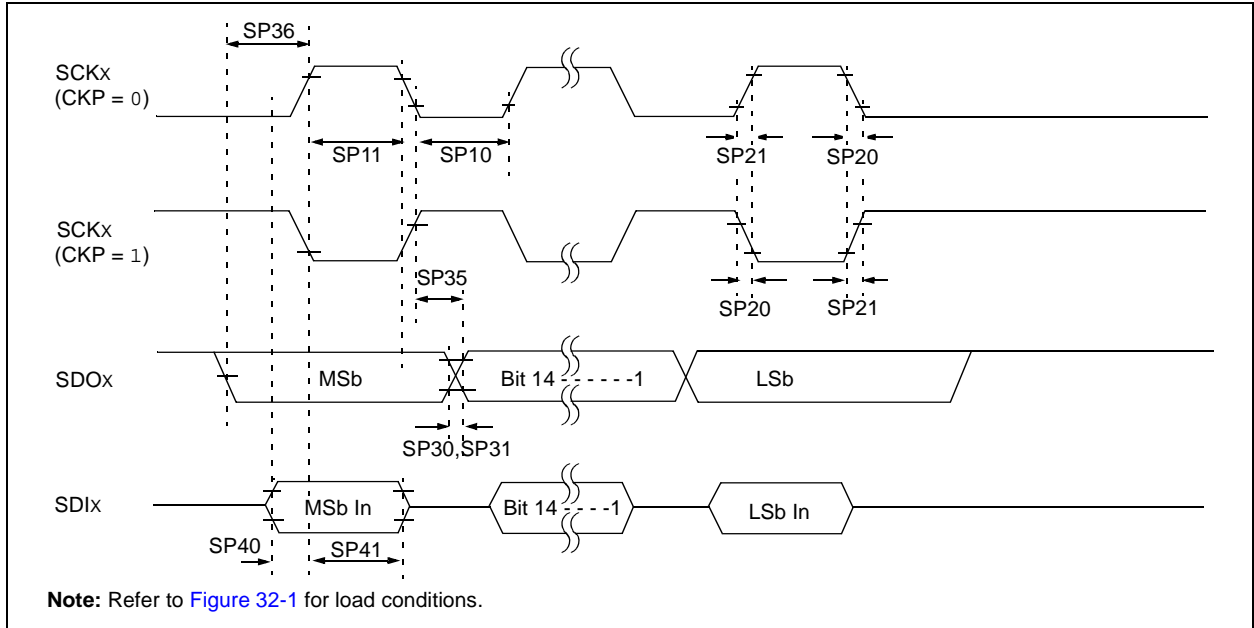 SP36
SCKX
(CKP = 0)
SP11
SP10
SP21
SP20
SCKX
(CKP = 1)
SP35
SP20
SP21
SDOX
MSb
Bit 14 - - - - - -1
LSb
SP30,SP31
SDIX
MSb In
Bit 14 - - - -1
LSb In
SP40
SP41
Note: Refer to Figure 32-1 for load conditions.